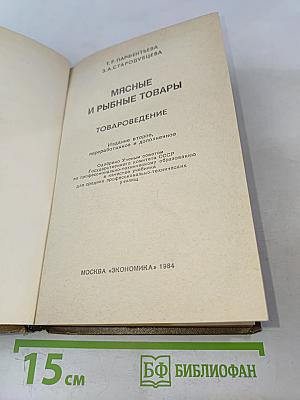 Т.Р. ПАРФЕНТЬЕВА
З.А. СТАРОДУБЦЕВА
МЯСНЫЕ
И РЫБНЫЕ ТОВАРЫ
ТОВАРОВЕДЕНИЕ
Издание второе,
переработанное и дополненное
Одобрено Ученым советом
Государственного комитета СССР
по профессионально-техническому образованию
в качестве учебника
для средних профессионально-технических
училищ
МОСКВА «ЭКОНОМИКА» 1984
15 см
БФ БИБЛИОФАН